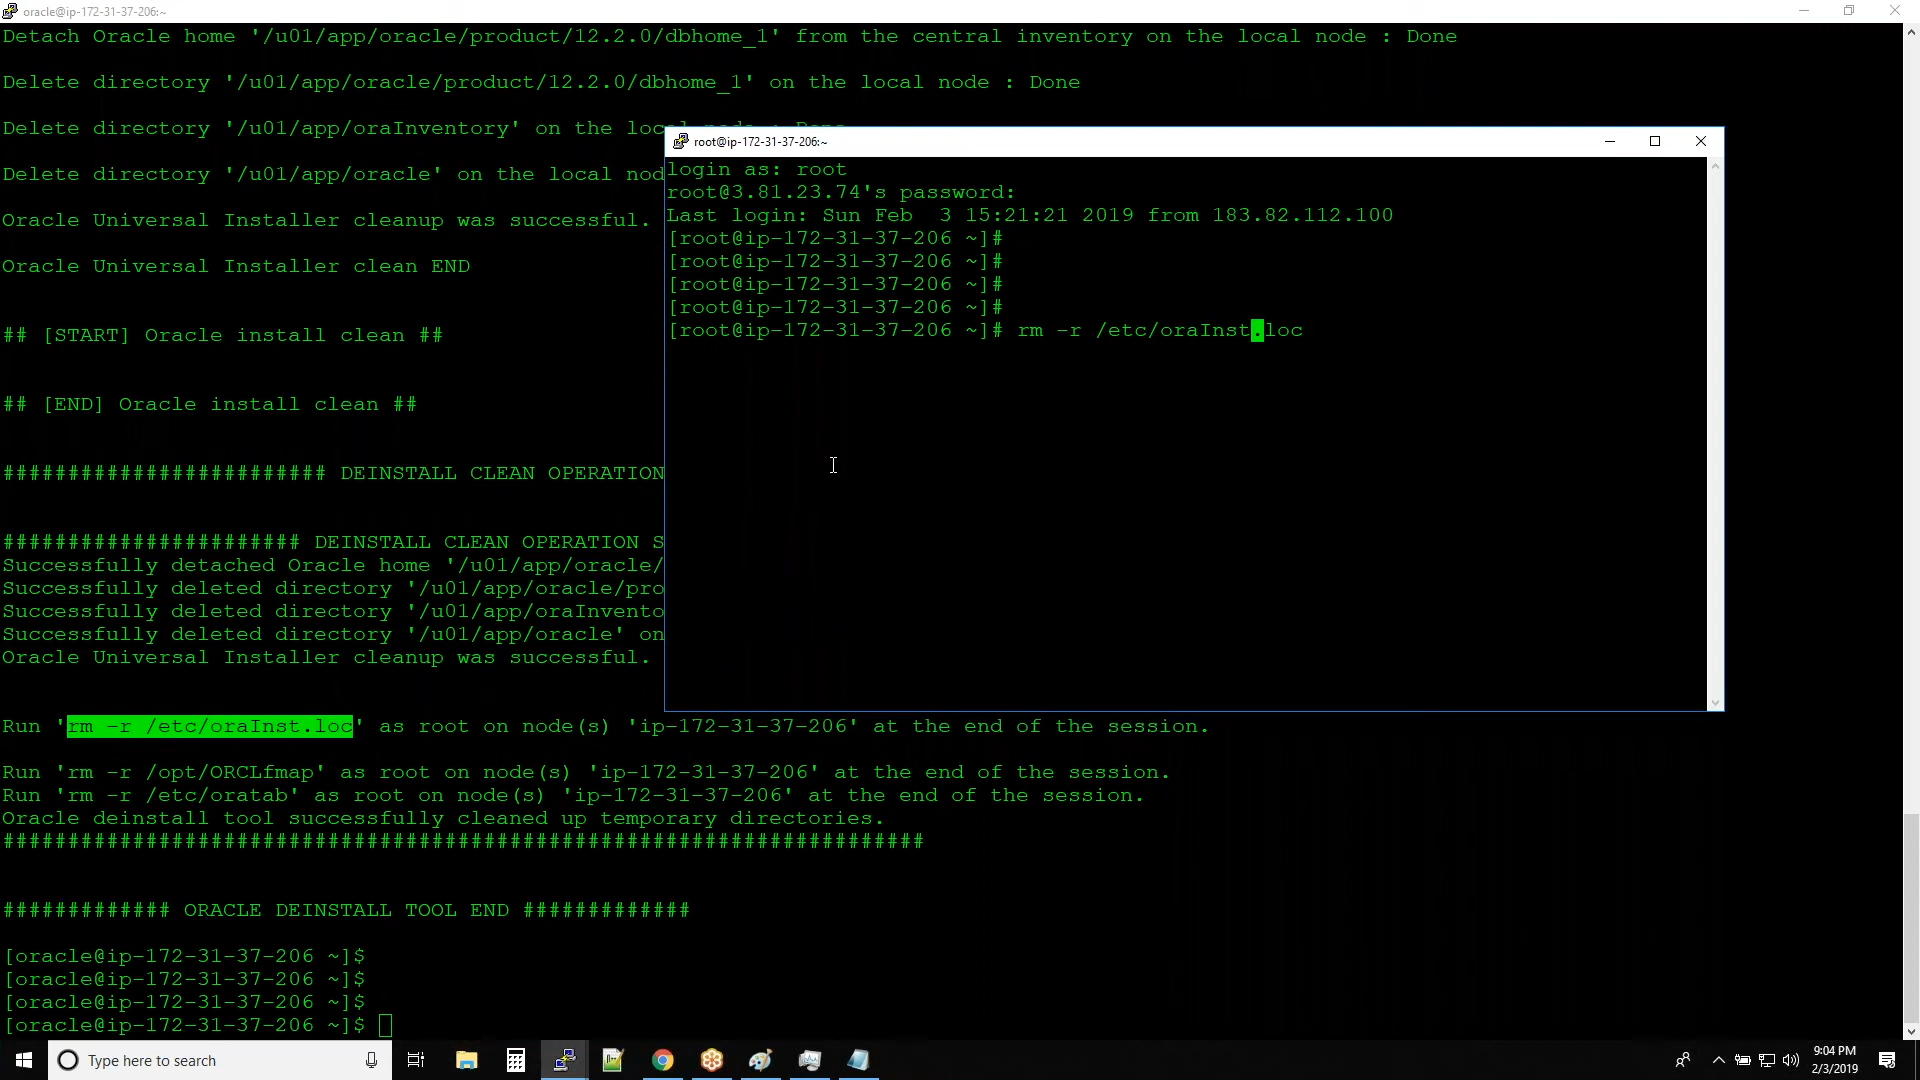 oracle@ip-172-31-37-206:~
Detach Oracle home '/u01/app/oracle/product/12.2.0/dbhome_1' from the central inventory on the local node : Done
Delete directory '/u01/app/oracle/product/12.2.0/dbhome_1' on the local node : Done
Delete directory '/u01/app/oraInventory' on the loc
Delete directory '/u01/app/oracle' on the local nod
Oracle Universal Installer cleanup was successful.
Oracle Universal Installer clean END
## [START] Oracle install clean ##
## [END] Oracle install clean ##
######################### DEINSTALL CLEAN OPERATION
####################### DEINSTALL CLEAN OPERATION S
Successfully detached Oracle home '/u01/app/oracle/
Successfully deleted directory '/u01/app/oracle/pro
Successfully deleted directory '/u01/app/oraInvento
Successfully deleted directory '/u01/app/oracle' on
Oracle Universal Installer cleanup was successful.
Run 'rm -r /etc/oraInst.loc' as root on node(s) 'ip-172-31-37-206' at the end of the session.
Run 'rm -r /opt/ORCLfmap' as root on node(s) 'ip-172-31-37-206' at the end of the session.
Run 'rm -r /etc/oratab' as root on node(s) 'ip-172-31-37-206' at the end of the session.
Oracle deinstall tool successfully cleaned up temporary directories.
#######################################################################
############# ORACLE DEINSTALL TOOL END #############
[oracle@ip-172-31-37-206 ~]$
[oracle@ip-172-31-37-206 ~]$
[oracle@ip-172-31-37-206 ~]$
[oracle@ip-172-31-37-206 ~]$
root@ip-172-31-37-206:~
login as: root
root@3.81.23.74's password:
Last login: Sun Feb  3 15:21:21 2019 from 183.82.112.100
[root@ip-172-31-37-206 ~]#
[root@ip-172-31-37-206 ~]#
[root@ip-172-31-37-206 ~]#
[root@ip-172-31-37-206 ~]#
[root@ip-172-31-37-206 ~]# rm -r /etc/oraInst.loc
Type here to search
9:04 PM
2/3/2019